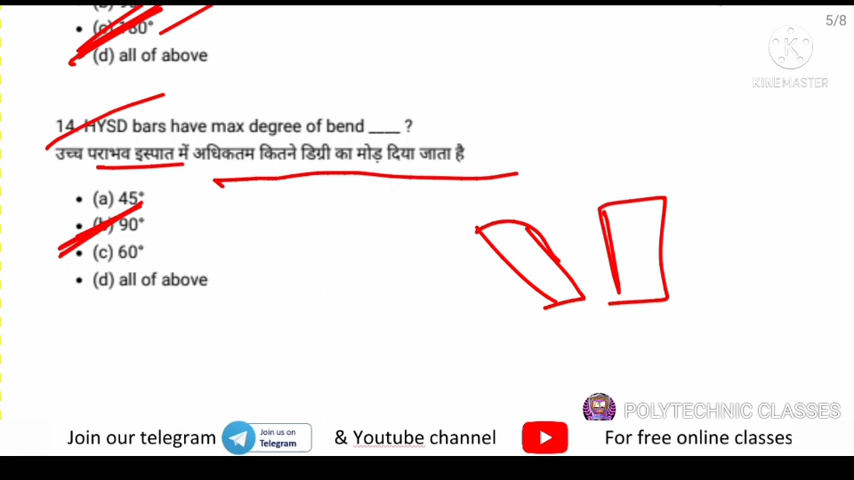 5/8
(c) 180°
(d) all of above
KINEMASTER
14. HYSD bars have max degree of bend ____ ?
उच्च पराभव इस्पात में अधिकतम कितने डिग्री का मोड़ दिया जाता है
(a) 45°
(b) 90°
(c) 60°
(d) all of above
POLYTECHNIC CLASSES
Join our telegram Join us on Telegram & Youtube channel For free online classes